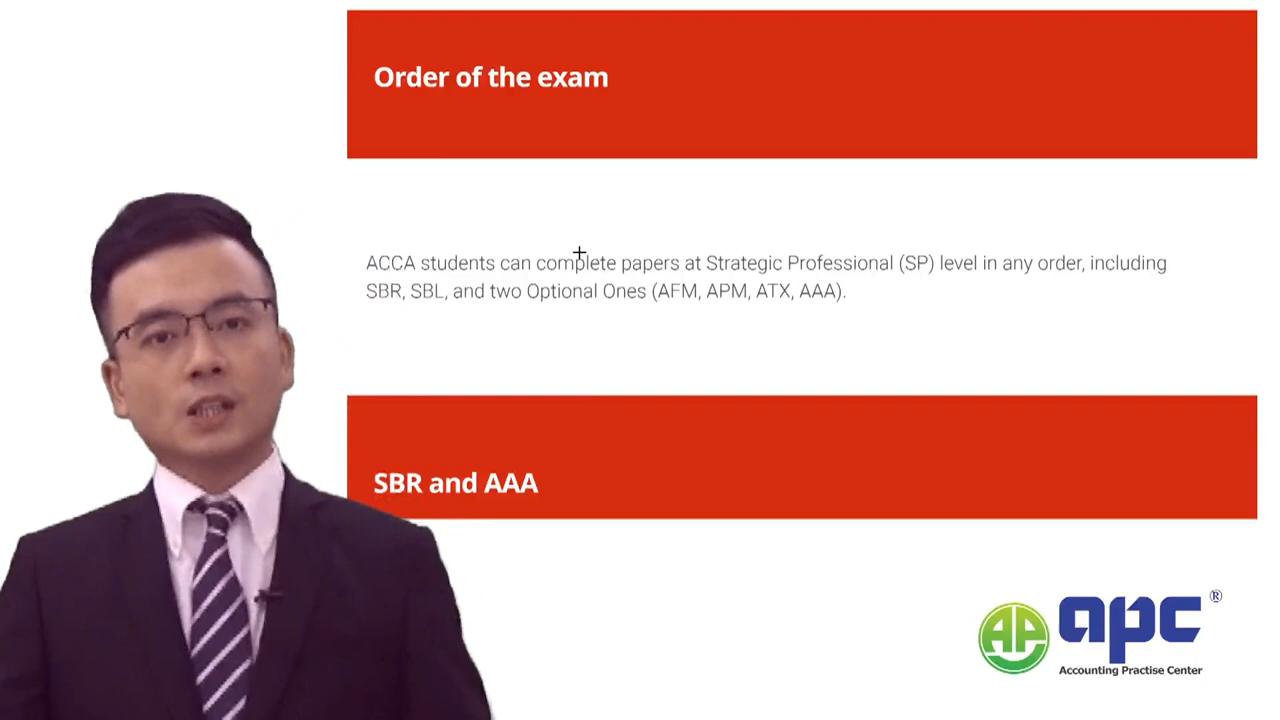 Order of the exam
ACCA students can complete papers at Strategic Professional (SP) level in any order, including
SBR, SBL, and two Optional Ones (AFM, APM, ATX, AAA).
SBR and AAA
AP
apc ®
Accounting Practise Center